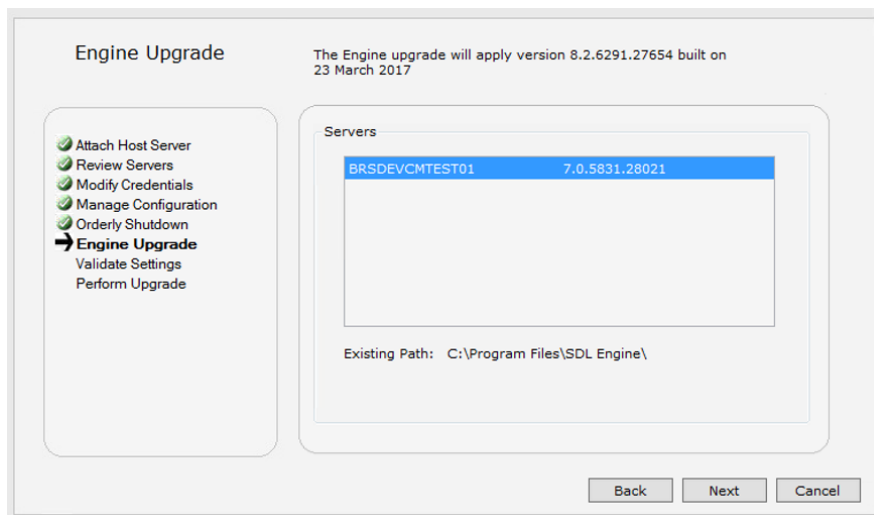 Engine Upgrade
The Engine upgrade will apply version 8.2.6291.27654 built on
23 March 2017
Attach Host Server
Review Servers
Modify Credentials
Manage Configuration
Orderly Shutdown
Engine Upgrade
Validate Settings
Perform Upgrade
Servers
BRSDEVCMTEST01 7.0.5831.28021
Existing Path: C:\Program Files\SDL Engine\
Back Next Cancel